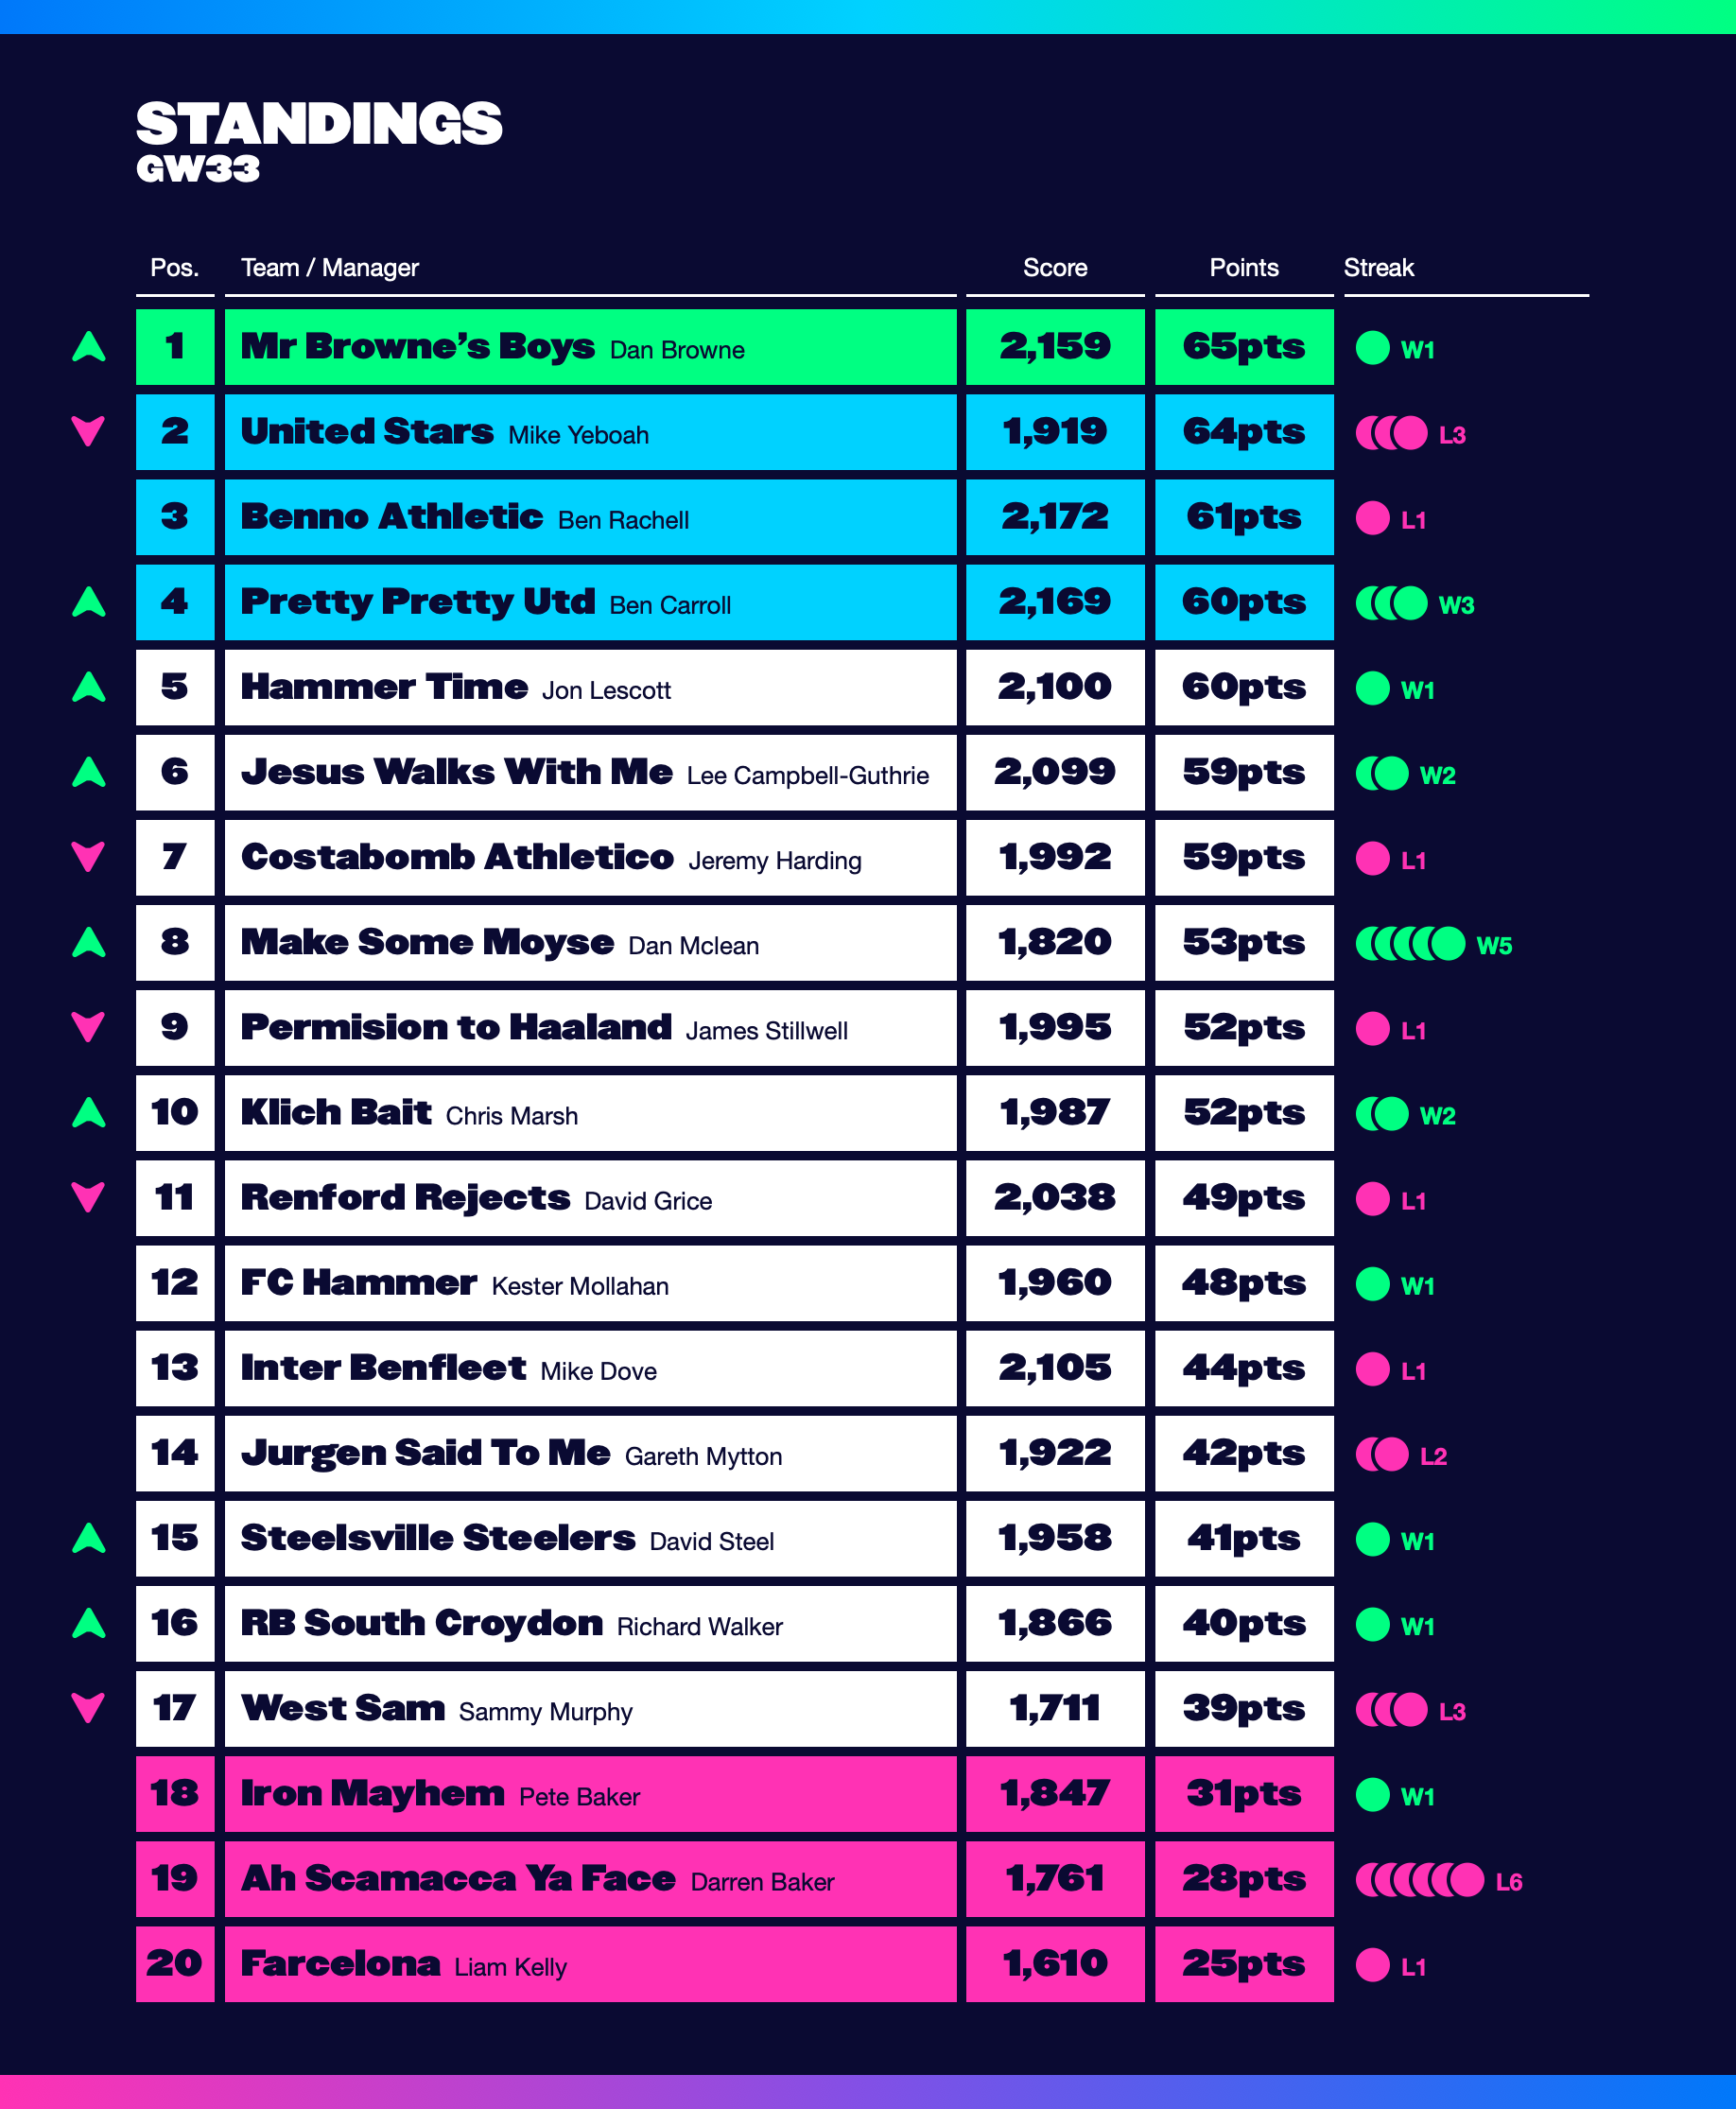 STANDINGS
GW33
Pos. Team / Manager Score Points Streak
1 Mr Browne’s Boys Dan Browne 2,159 65pts W1
2 United Stars Mike Yeboah 1,919 64pts L3
3 Benno Athletic Ben Rachell 2,172 61pts L1
4 Pretty Pretty Utd Ben Carroll 2,169 60pts W3
5 Hammer Time Jon Lescott 2,100 60pts W1
6 Jesus Walks With Me Lee Campbell-Guthrie 2,099 59pts W2
7 Costabomb Athletico Jeremy Harding 1,992 59pts L1
8 Make Some Moyse Dan Mclean 1,820 53pts W5
9 Permision to Haaland James Stillwell 1,995 52pts L1
10 Klich Bait Chris Marsh 1,987 52pts W2
11 Renford Rejects David Grice 2,038 49pts L1
12 FC Hammer Kester Mollahan 1,960 48pts W1
13 Inter Benfleet Mike Dove 2,105 44pts L1
14 Jurgen Said To Me Gareth Mytton 1,922 42pts L2
15 Steelsville Steelers David Steel 1,958 41pts W1
16 RB South Croydon Richard Walker 1,866 40pts W1
17 West Sam Sammy Murphy 1,711 39pts L3
18 Iron Mayhem Pete Baker 1,847 31pts W1
19 Ah Scamacca Ya Face Darren Baker 1,761 28pts L6
20 Farcelona Liam Kelly 1,610 25pts L1